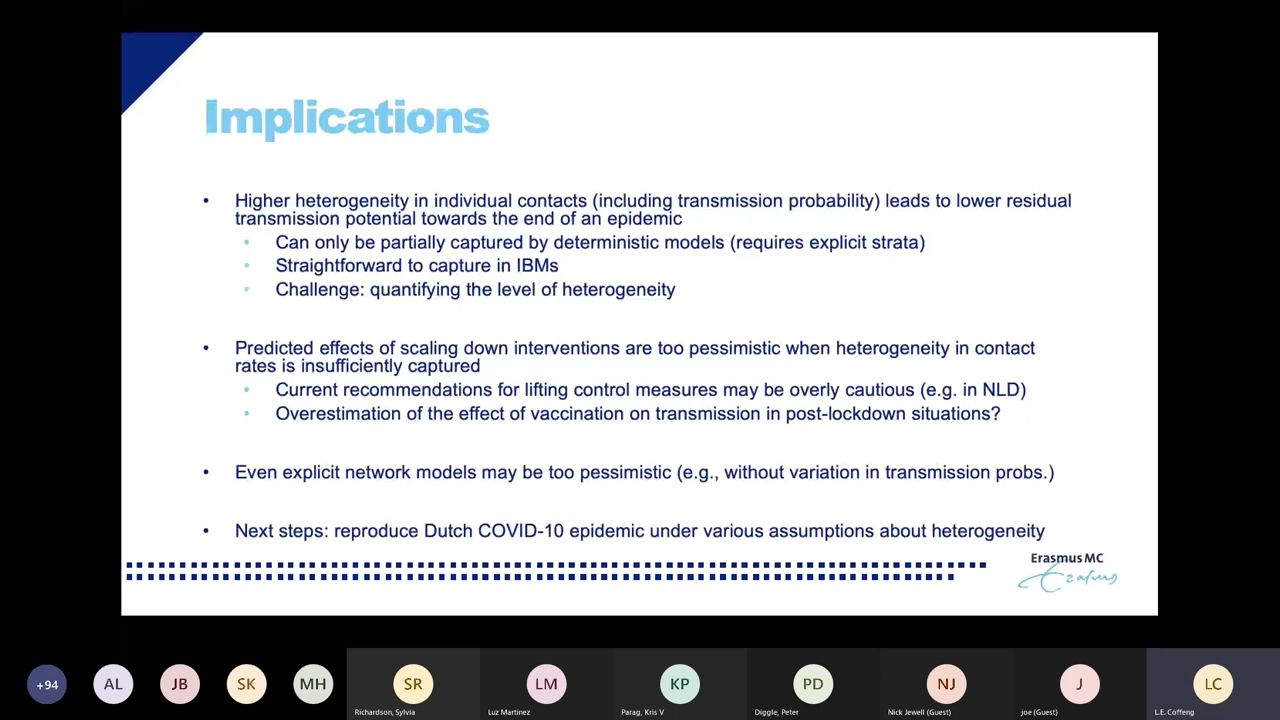 Implications
• Higher heterogeneity in individual contacts (including transmission probability) leads to lower residual
transmission potential towards the end of an epidemic
• Can only be partially captured by deterministic models (requires explicit strata)
• Straightforward to capture in IBMs
• Challenge: quantifying the level of heterogeneity
• Predicted effects of scaling down interventions are too pessimistic when heterogeneity in contact
rates is insufficiently captured
• Current recommendations for lifting control measures may be overly cautious (e.g. in NLD)
• Overestimation of the effect of vaccination on transmission in post-lockdown situations?
• Even explicit network models may be too pessimistic (e.g., without variation in transmission probs.)
• Next steps: reproduce Dutch COVID-10 epidemic under various assumptions about heterogeneity
Erasmus MC
Erasmus
+94 AL JB SK MH SR LM KP PD NJ J LC
Richardson, Sylvia Luz Martinez Parag, Kris V Diggle, Peter Nick Jewell (Guest) joe (Guest) L.E. Coffeng